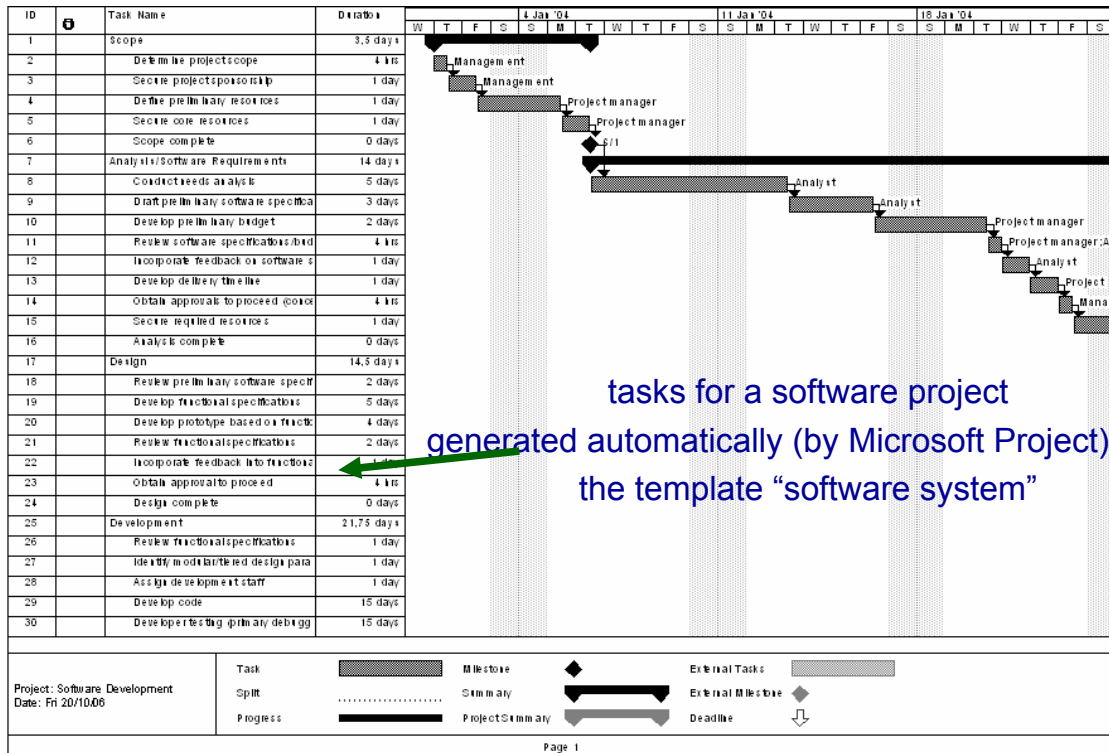 ID Task Name Duration 4 Jan '04 11 Jan '04 18 Jan '04
W T F S S M T W T F S S M T W T F S S M T W T F S
1 Scope 3,5 days
2 Determine project scope 4 hrs Management
3 Secure project sponsorship 1 day Management
4 Define preliminary resources 1 day Project manager
5 Secure core resources 1 day Project manager
6 Scope complete 0 days 6/1
7 Analysis/Software Requirements 14 days
8 Conduct needs analysis 5 days Analyst
9 Draft preliminary software specifica 3 days Analyst
10 Develop preliminary budget 2 days Project manager
11 Review software specifications/bud 4 hrs Project manager;A
12 Incorporate feedback on software s 1 day Analyst
13 Develop delivery timeline 1 day Project
14 Obtain approvals to proceed (conce 4 hrs Mana
15 Secure required resources 1 day
16 Analysis complete 0 days
17 Design 14,5 days
18 Review preliminary software specif 2 days
19 Develop functional specifications 5 days
20 Develop prototype based on functio 4 days
21 Review functional specifications 2 days
22 Incorporate feedback into functiona 1 day
23 Obtain approval to proceed 4 hrs
24 Design complete 0 days
25 Development 21,75 days
26 Review functional specifications 1 day
27 Identify modular/tiered design para 1 day
28 Assign development staff 1 day
29 Develop code 15 days
30 Developer testing (primary debugg 15 days
tasks for a software project
generated automatically (by Microsoft Project)
the template “software system”
Project: Software Development
Date: Fri 20/10/06
Task Milestone External Tasks
Split Summary External Milestone
Progress Project Summary Deadline
Page 1